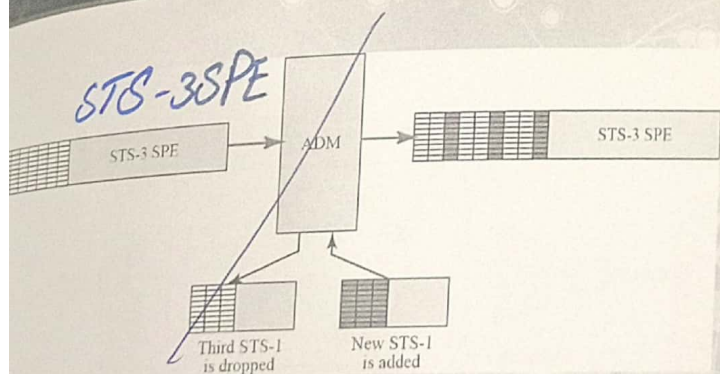 STS-3SPE
STS-3 SPE
ADM
STS-3 SPE
Third STS-1
is dropped
New STS-1
is added